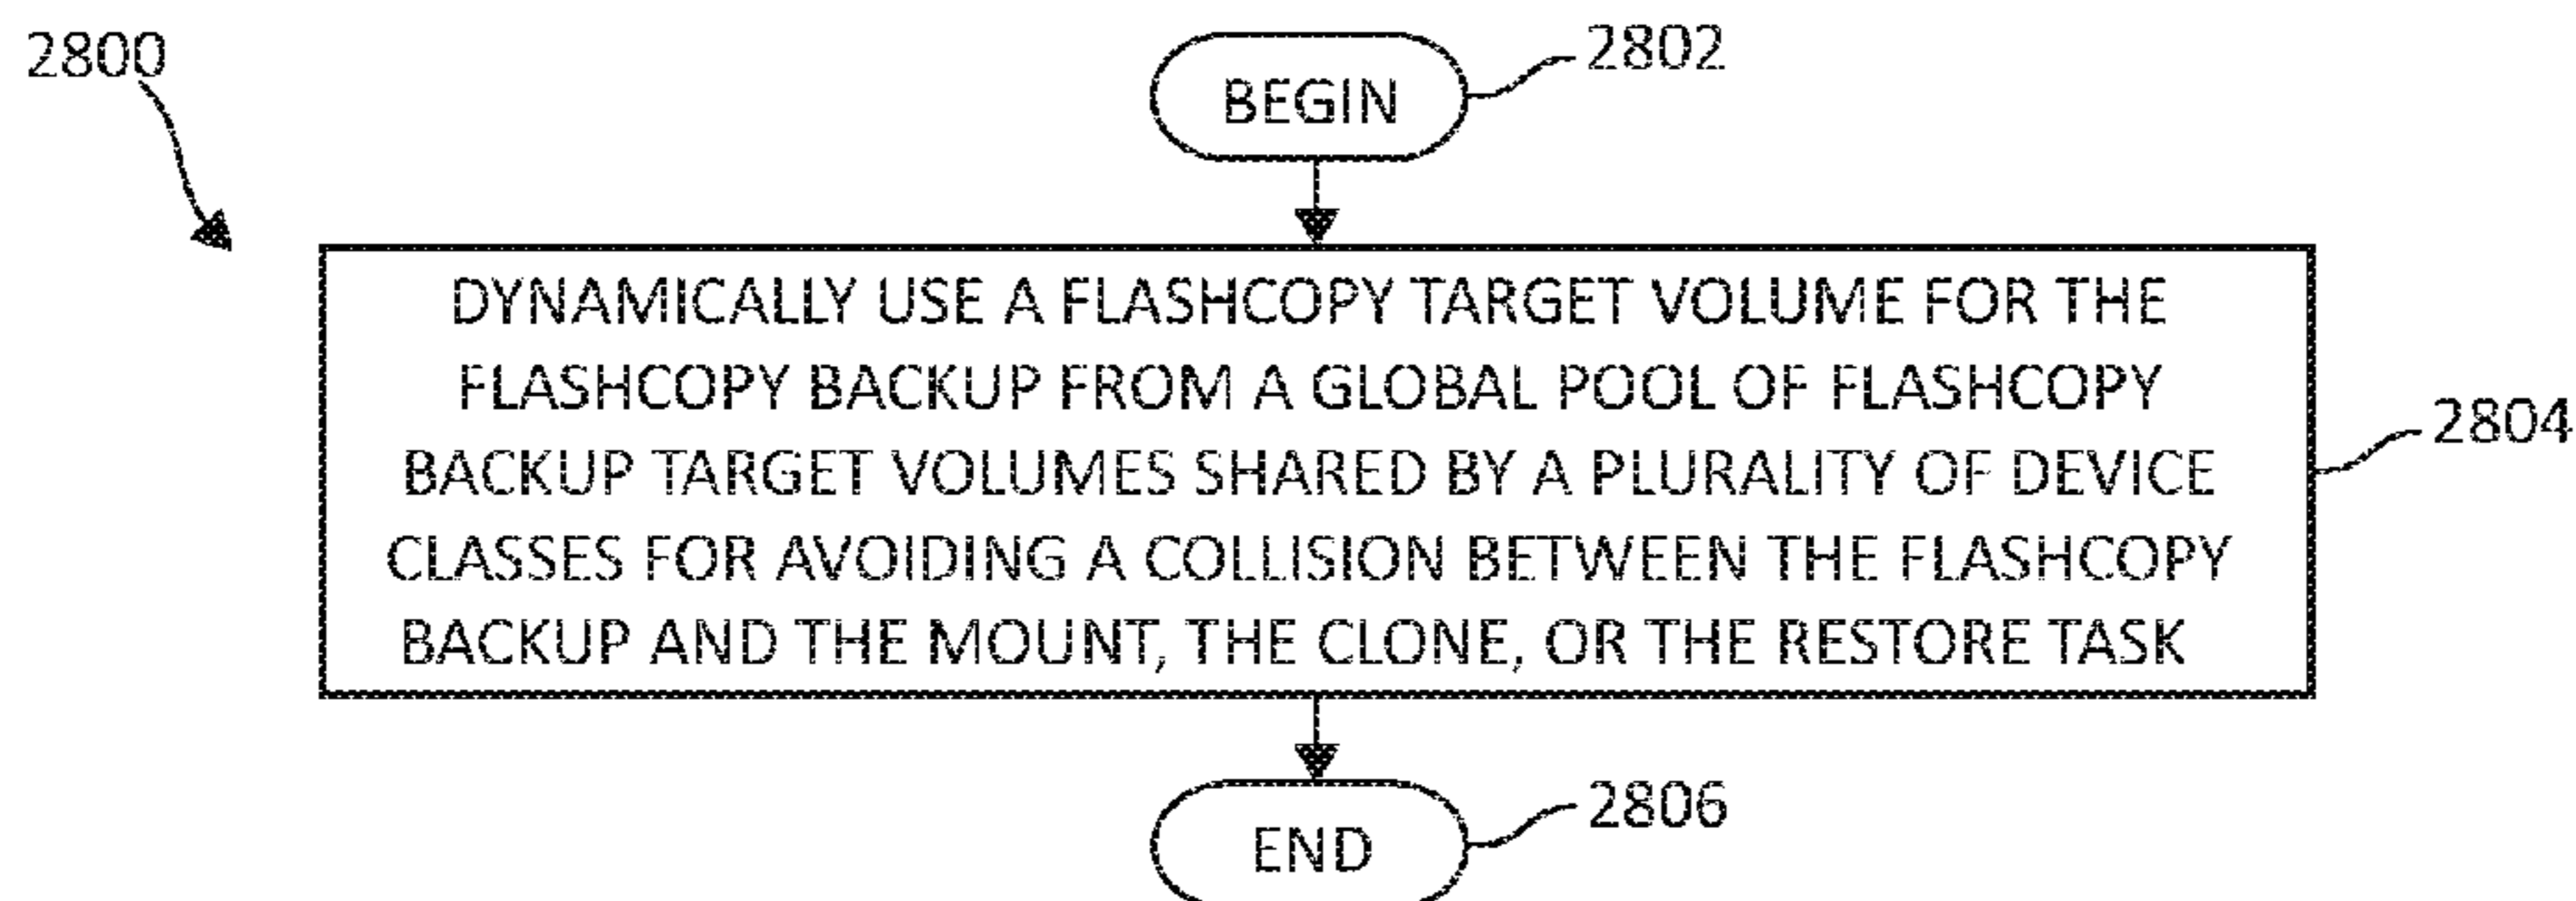 2800
2802
BEGIN
DYNAMICALLY USE A FLASHCOPY TARGET VOLUME FOR THE
FLASHCOPY BACKUP FROM A GLOBAL POOL OF FLASHCOPY
BACKUP TARGET VOLUMES SHARED BY A PLURALITY OF DEVICE
CLASSES FOR AVOIDING A COLLISION BETWEEN THE FLASHCOPY
BACKUP AND THE MOUNT, THE CLONE, OR THE RESTORE TASK
2804
2806
END